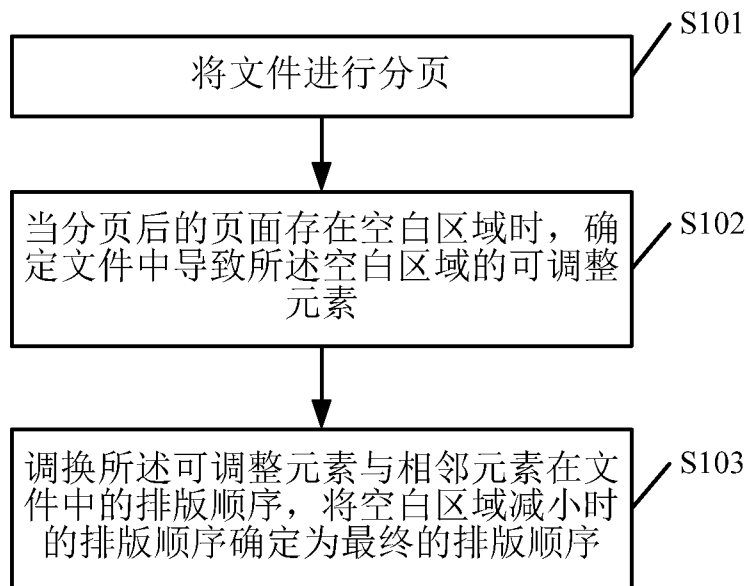 S101
将文件进行分页
S102
当分页后的页面存在空白区域时，确
定文件中导致所述空白区域的可调整
元素
S103
调换所述可调整元素与相邻元素在文
件中的排版顺序，将空白区域减小时
的排版顺序确定为最终的排版顺序